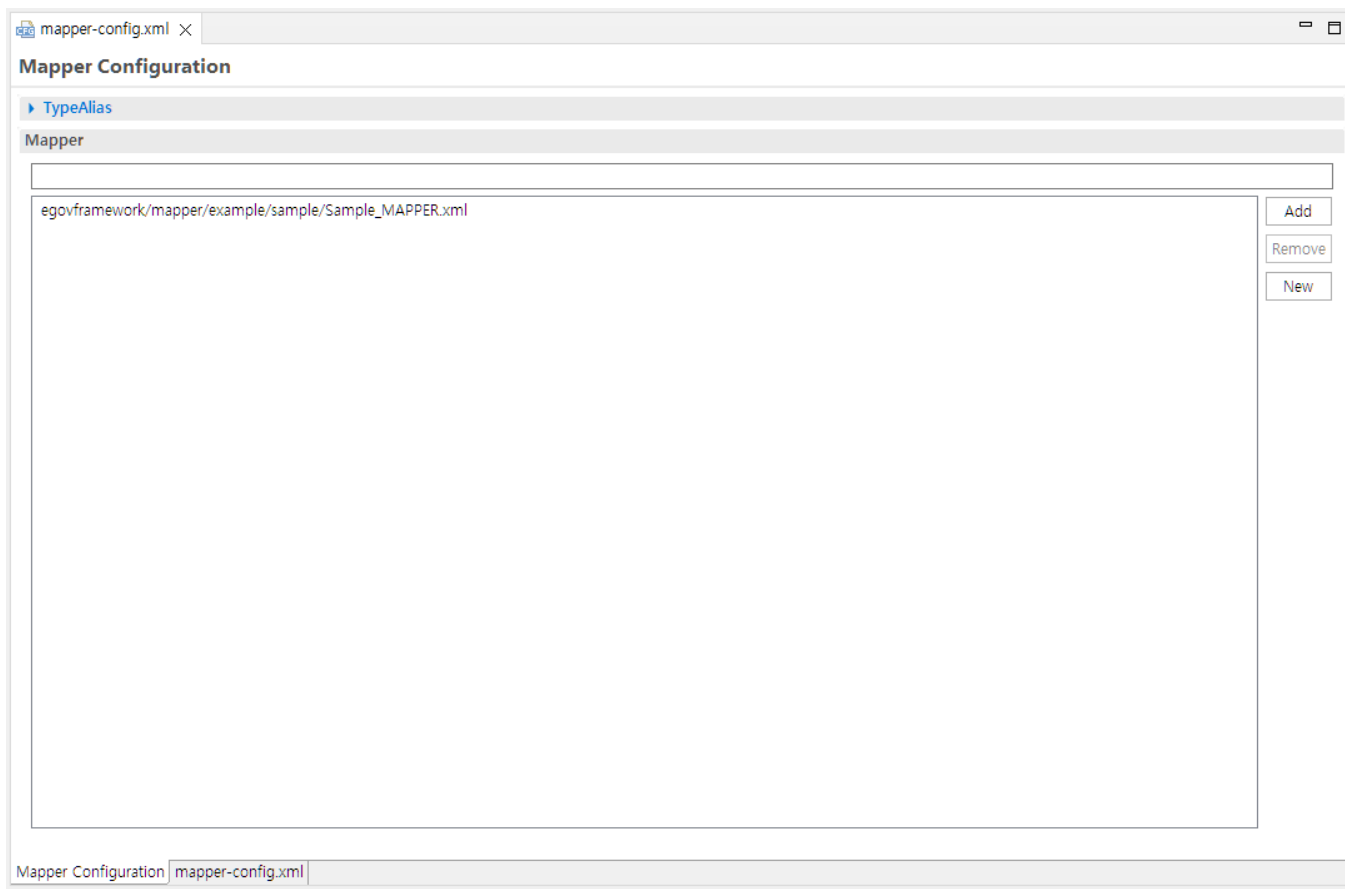 CFG mapper-config.xml
Mapper Configuration
TypeAlias
Mapper
egovframework/mapper/example/sample/Sample_MAPPER.xml
Add
Remove
New
Mapper Configuration mapper-config.xml